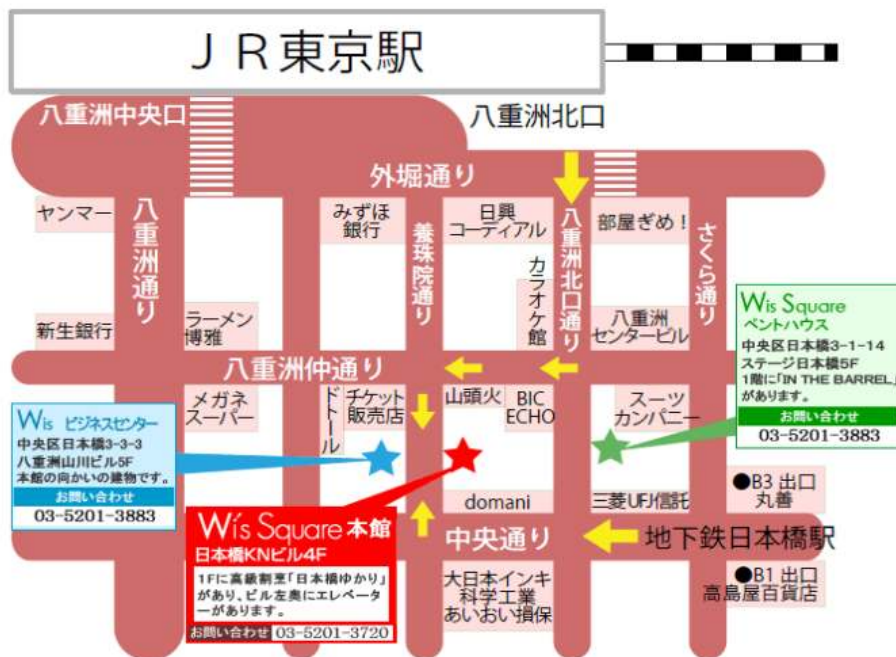 JR東京駅
八重洲中央口
八重洲北口
外堀通り
ヤンマー
八重洲通り
みずほ
銀行
養珠院通り
日興
コーディアル
八重洲北口通り
部屋ぎめ！
さくら通り
カラオケ館
新生銀行
ラーメン
博雅
八重洲
センタービル
Wis Square
ペントハウス
中央区日本橋3-1-14
ステージ日本橋5F
1階に「IN THE BARREL」
があります。
お問い合わせ
03-5201-3883
八重洲仲通り
メガネ
スーパー
ドトール
チケット
販売店
山頭火
BIC
ECHO
スーツ
カンパニー
Wis ビジネスセンター
中央区日本橋3-3-3
八重洲山川ビル5F
本館の向かいの建物です。
お問い合わせ
03-5201-3883
domani
三菱UFJ信託
●B3 出口
丸善
Wis Square 本館
日本橋KNビル4F
1Fに高級割烹「日本橋ゆかり」
があり、ビル左奥にエレベータ
ーがあります。
お問い合わせ 03-5201-3720
中央通り
地下鉄日本橋駅
大日本インキ
科学工業
あいおい損保
●B1 出口
高島屋百貨店